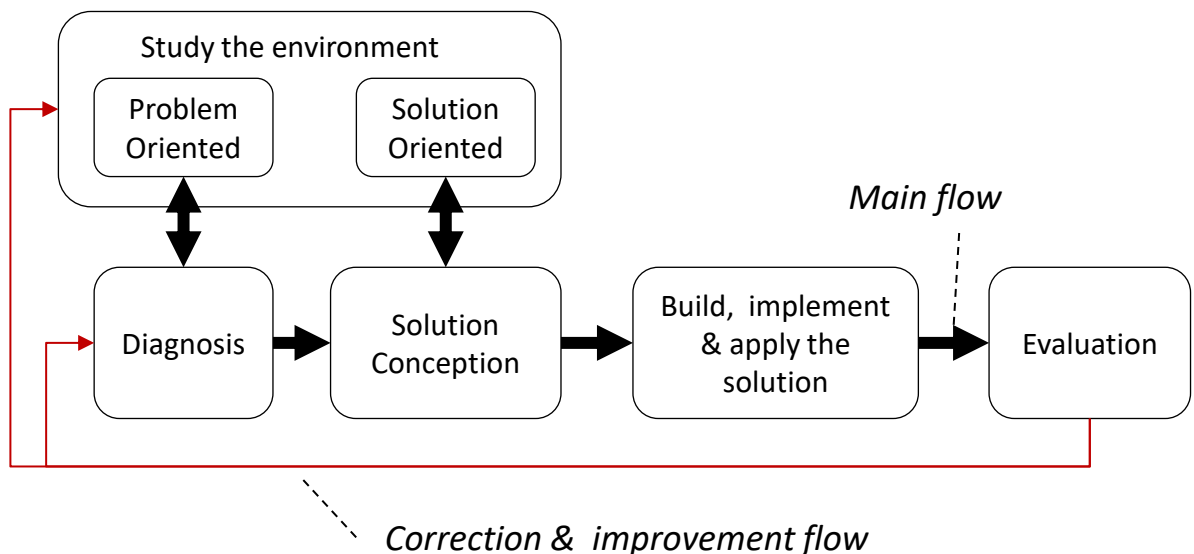 Study the environment
Problem
Oriented
Solution
Oriented
Main flow
Diagnosis
Solution
Conception
Build, implement
& apply the
solution
Evaluation
Correction & improvement flow